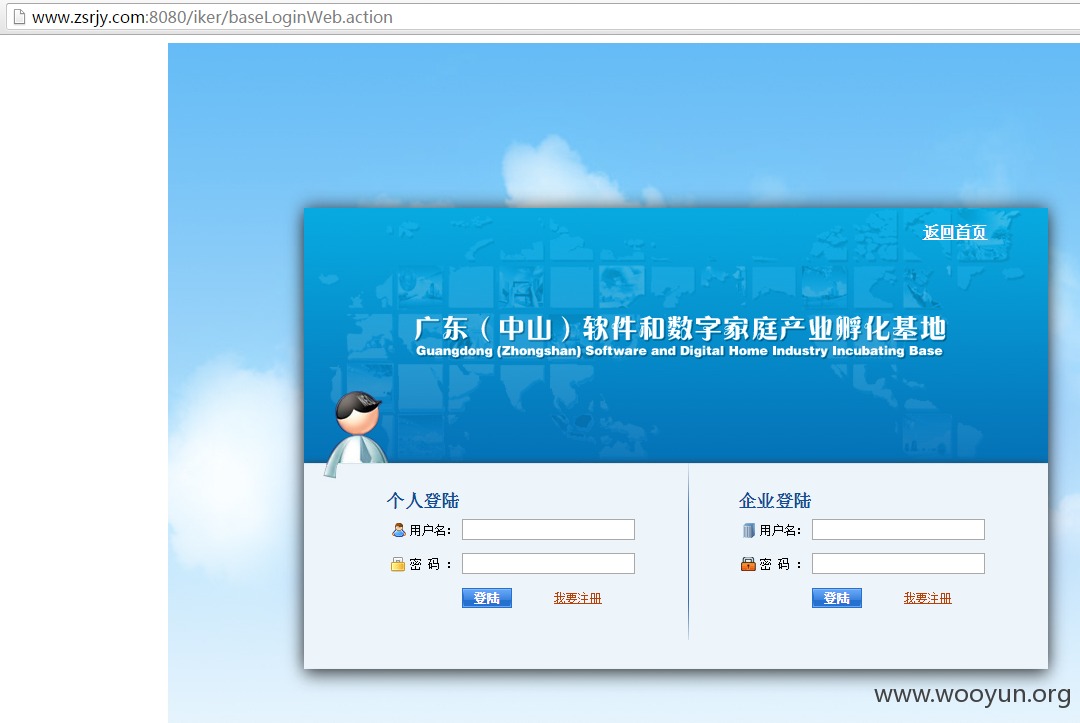 www.zsrjy.com:8080/iker/baseLoginWeb.action
返回首页
广东（中山）软件和数字家庭产业孵化基地
Guangdong (Zhongshan) Software and Digital Home Industry Incubating Base
个人登陆
用户名：
密 码 ：
登陆 我要注册
企业登陆
用户名：
密 码 ：
登陆 我要注册
www.wooyun.org